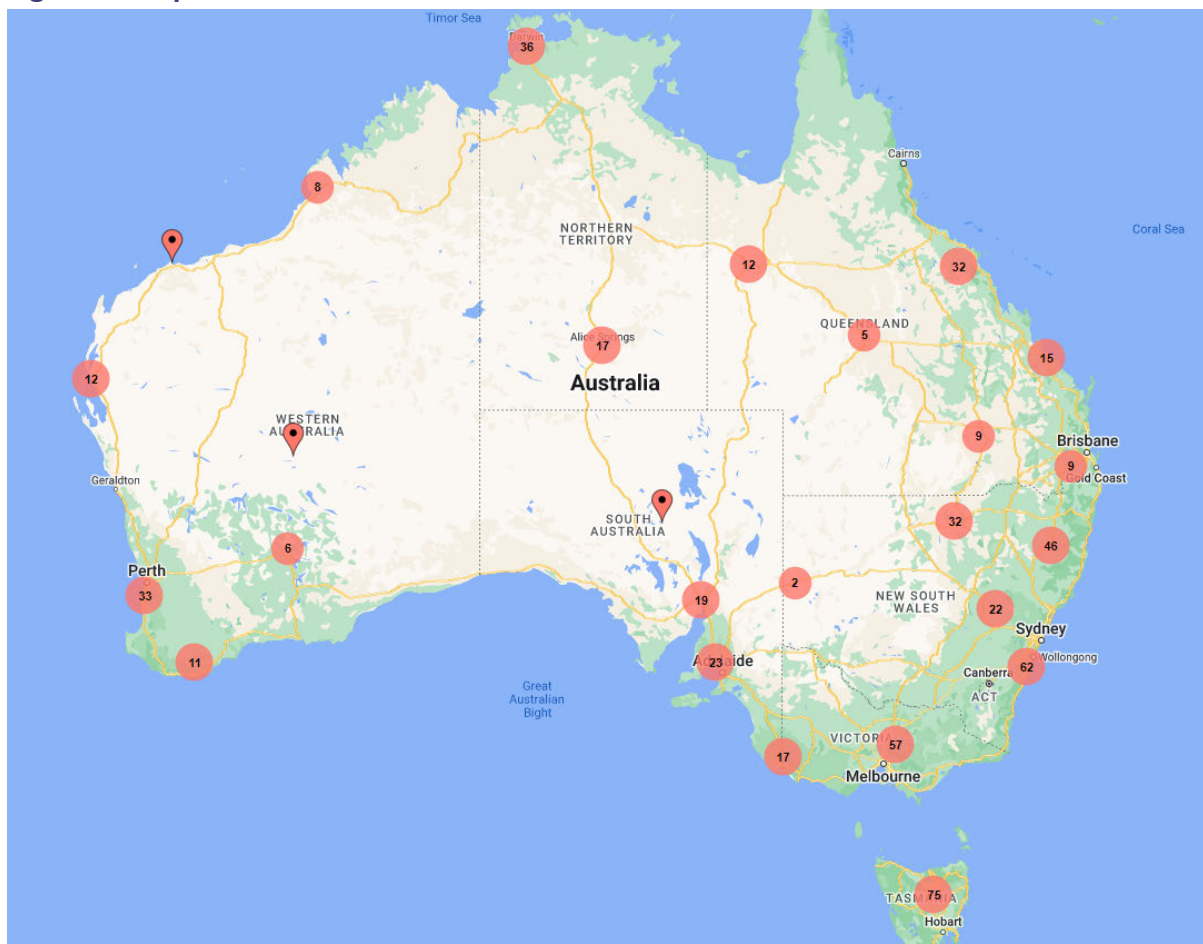 Timor Sea
Darwin
36
Cairns
8
Coral Sea
NORTHERN
TERRITORY
12
32
QUEENSLAND
5
Alice Springs
17
15
12
Australia
WESTERN
AUSTRALIA
9
Brisbane
9
Gold Coast
Geraldton
SOUTH
AUSTRALIA
32
46
6
Perth
33
2
19
NEW SOUTH
WALES
22
Sydney
Wollongong
62
11
Adelaide
23
Canberra
ACT
Great
Australian
Bight
VICTORIA
57
17
Melbourne
75
TASMANIA
Hobart